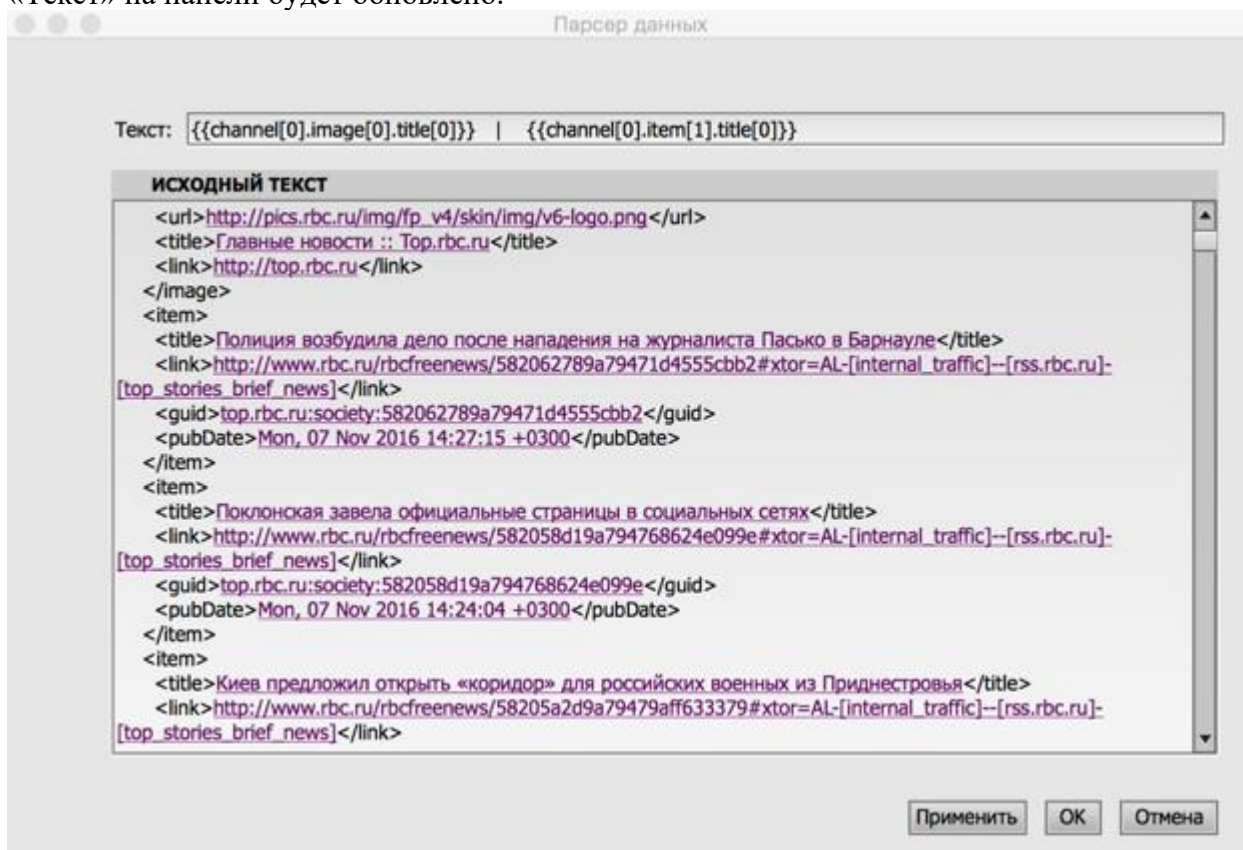 «Текст» на панели будет обновлено.
Парсер данных
Текст: {{channel[0].image[0].title[0]}} | {{channel[0].item[1].title[0]}}
ИСХОДНЫЙ ТЕКСТ
<url>http://pics.rbc.ru/img/fp_v4/skin/img/v6-logo.png</url>
<title>Главные новости :: Top.rbc.ru</title>
<link>http://top.rbc.ru</link>
</image>
<item>
<title>Полиция возбудила дело после нападения на журналиста Пасько в Барнауле</title>
<link>http://www.rbc.ru/rbcfreenews/582062789a79471d4555cbb2#xtor=AL-[internal_traffic]--[rss.rbc.ru]-
[top_stories_brief_news]</link>
<guid>top.rbc.ru:society:582062789a79471d4555cbb2</guid>
<pubDate>Mon, 07 Nov 2016 14:27:15 +0300</pubDate>
</item>
<item>
<title>Поклонская завела официальные страницы в социальных сетях</title>
<link>http://www.rbc.ru/rbcfreenews/582058d19a794768624e099e#xtor=AL-[internal_traffic]--[rss.rbc.ru]-
[top_stories_brief_news]</link>
<guid>top.rbc.ru:society:582058d19a794768624e099e</guid>
<pubDate>Mon, 07 Nov 2016 14:24:04 +0300</pubDate>
</item>
<item>
<title>Киев предложил открыть «коридор» для российских военных из Приднестровья</title>
<link>http://www.rbc.ru/rbcfreenews/58205a2d9a79479aff633379#xtor=AL-[internal_traffic]--[rss.rbc.ru]-
[top_stories_brief_news]</link>
Применить OK Отмена